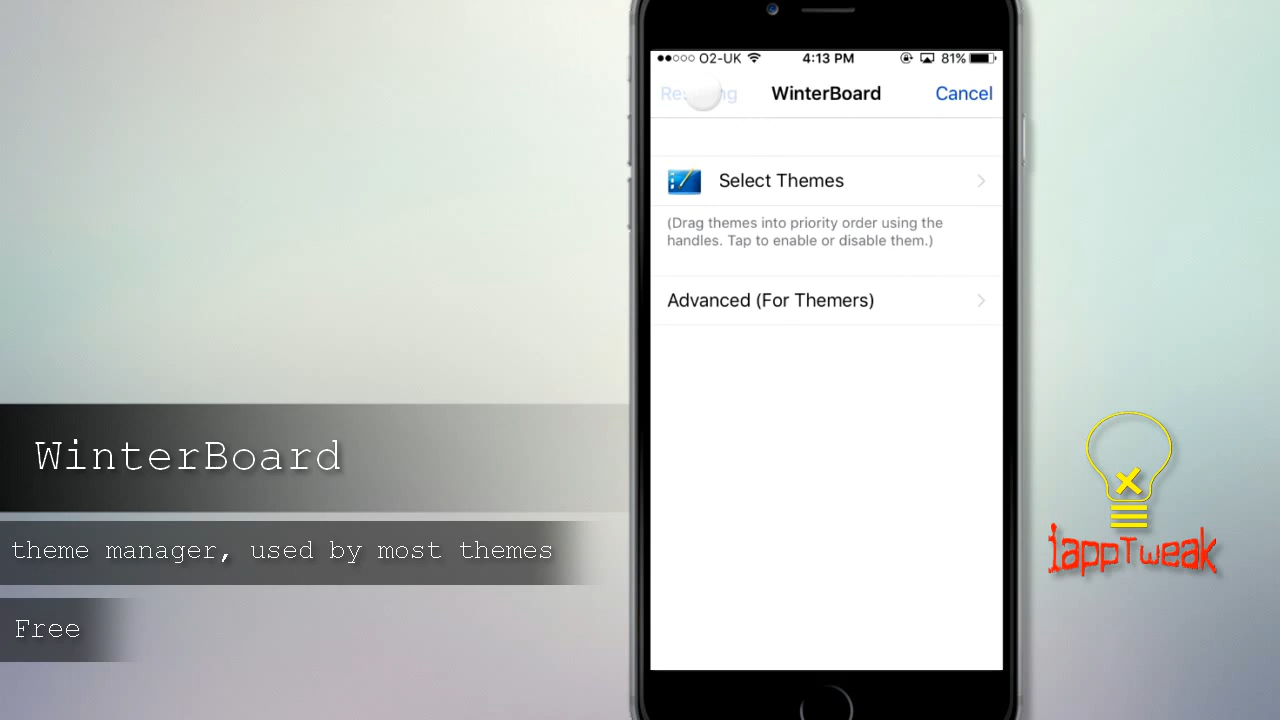 O2-UK
4:13 PM
81%
WinterBoard
Cancel
Select Themes
(Drag themes into priority order using the
handles. Tap to enable or disable them.)
Advanced (For Themers)
WinterBoard
theme manager, used by most themes
Free
iappTweak